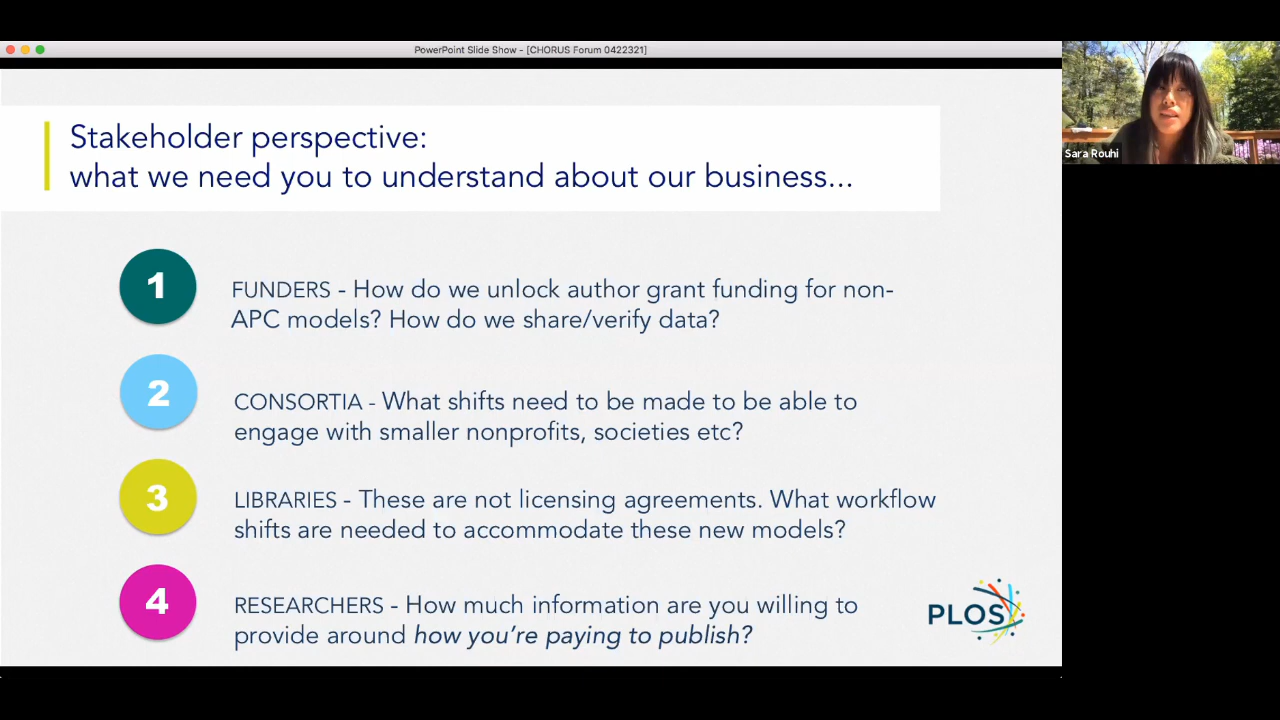 PowerPoint Slide Show - [CHORUS Forum 0422321]
Sara Rouhi
Stakeholder perspective:
what we need you to understand about our business...
1
FUNDERS - How do we unlock author grant funding for non-
APC models? How do we share/verify data?
2
CONSORTIA - What shifts need to be made to be able to
engage with smaller nonprofits, societies etc?
3
LIBRARIES - These are not licensing agreements. What workflow
shifts are needed to accommodate these new models?
4
RESEARCHERS - How much information are you willing to
provide around how you're paying to publish?
PLOS